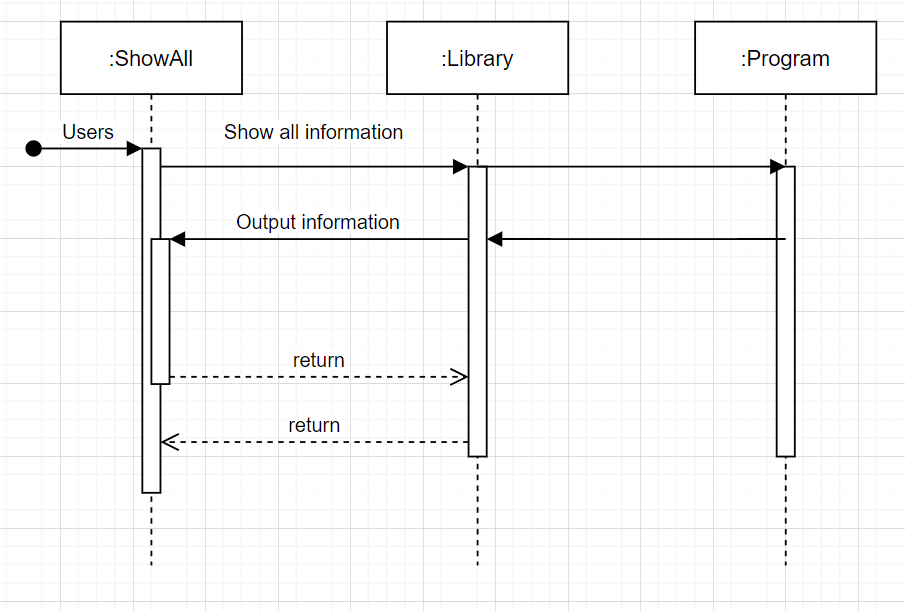 :ShowAll
:Library
:Program
Users
Show all information
Output information
return
return